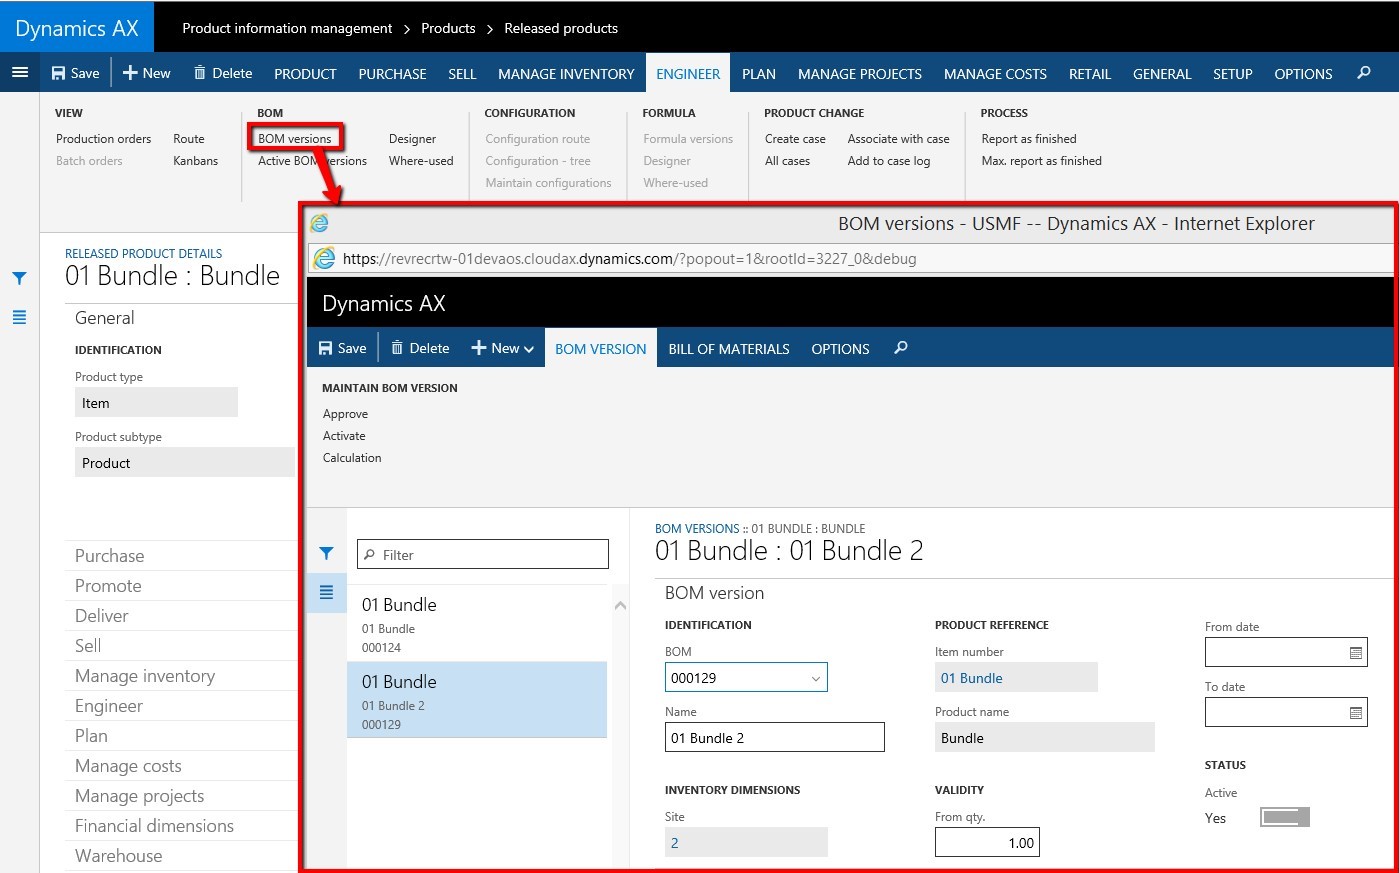 Dynamics AX
Product information management > Products > Released products
Save New Delete PRODUCT PURCHASE SELL MANAGE INVENTORY ENGINEER PLAN MANAGE PROJECTS MANAGE COSTS RETAIL GENERAL SETUP OPTIONS
VIEW BOM CONFIGURATION FORMULA PRODUCT CHANGE PROCESS
Production orders Route BOM versions Designer Configuration route Formula versions Create case Associate with case Report as finished
Batch orders Kanbans Active BOM versions Where-used Configuration - tree Designer All cases Add to case log Max. report as finished
Maintain configurations Where-used
RELEASED PRODUCT DETAILS
01 Bundle : Bundle
General
IDENTIFICATION
Product type
Item
Product subtype
Product
Purchase
Promote
Deliver
Sell
Manage inventory
Engineer
Plan
Manage costs
Manage projects
Financial dimensions
Warehouse
BOM versions - USMF -- Dynamics AX - Internet Explorer
https://revrecrtw-01devaos.cloudax.dynamics.com/?popout=1&rootId=3227_0&debug
Dynamics AX
Save Delete New BOM VERSION BILL OF MATERIALS OPTIONS
MAINTAIN BOM VERSION
Approve
Activate
Calculation
Filter
01 Bundle
01 Bundle
000124
01 Bundle
01 Bundle 2
000129
BOM VERSIONS :: 01 BUNDLE : BUNDLE
01 Bundle : 01 Bundle 2
BOM version
IDENTIFICATION
BOM
000129
Name
01 Bundle 2
INVENTORY DIMENSIONS
Site
2
PRODUCT REFERENCE
Item number
01 Bundle
Product name
Bundle
VALIDITY
From qty.
1.00
From date
To date
STATUS
Active
Yes